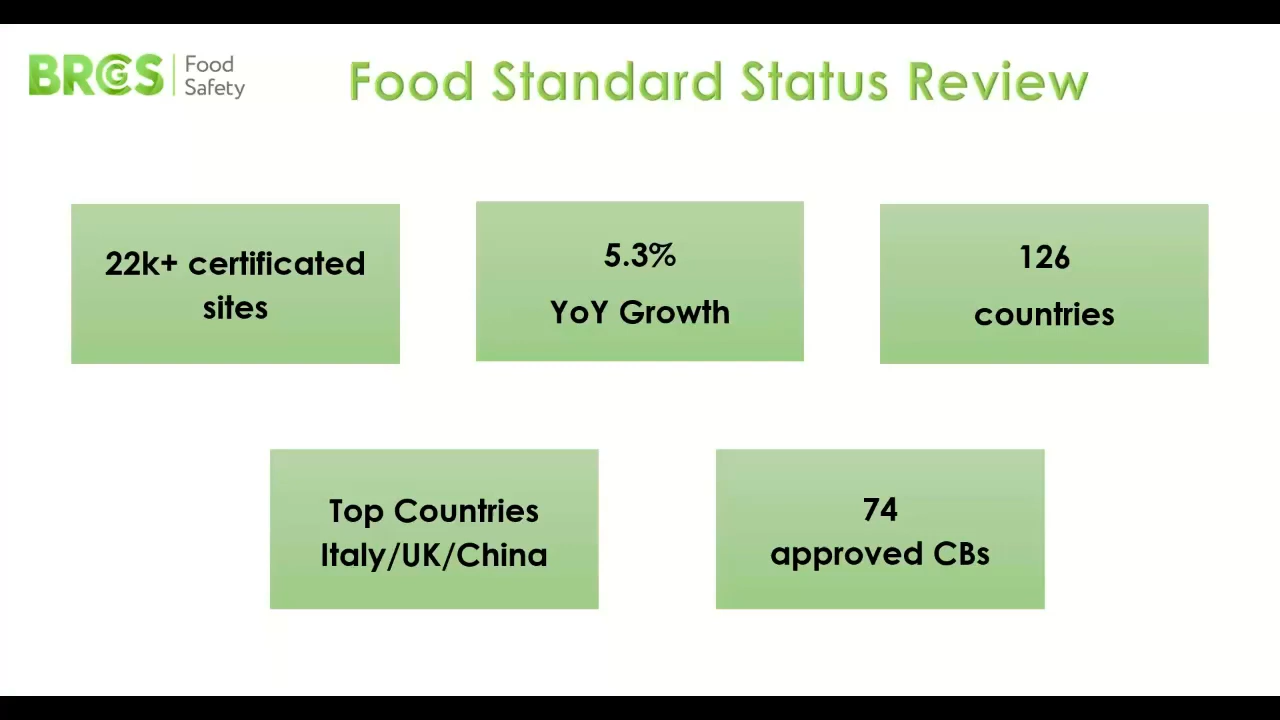 BRCGS Food Safety
Food Standard Status Review
22k+ certificated
sites
5.3%
YoY Growth
126
countries
Top Countries
Italy/UK/China
74
approved CBs